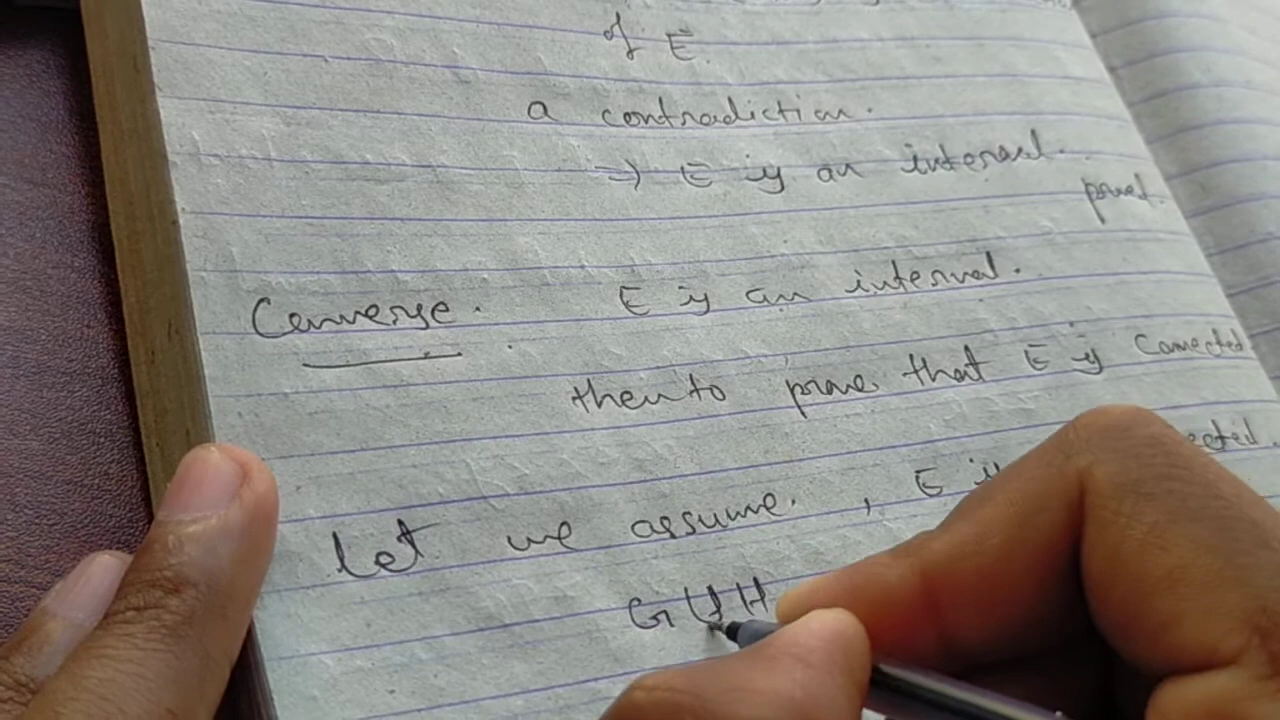 of E.
a contradiction.
=> E is an interval.
proved.
Converse. E is an interval.
then to prove that E is connected
Let we assume. , E is
G U H